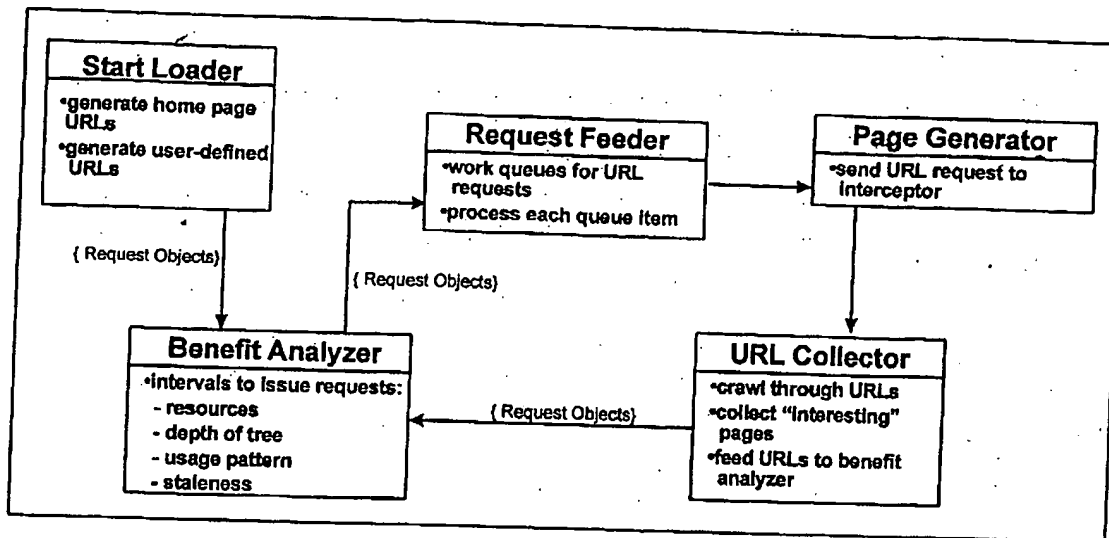 Start Loader
•generate home page
URLs
•generate user-defined
URLs
{ Request Objects}
Request Feeder
•work queues for URL
requests
•process each queue item
{ Request Objects}
Page Generator
•send URL request to
interceptor
Benefit Analyzer
•intervals to issue requests:
- resources
- depth of tree
- usage pattern
- staleness
{ Request Objects}
URL Collector
•crawl through URLs
•collect "interesting"
pages
•feed URLs to benefit
analyzer